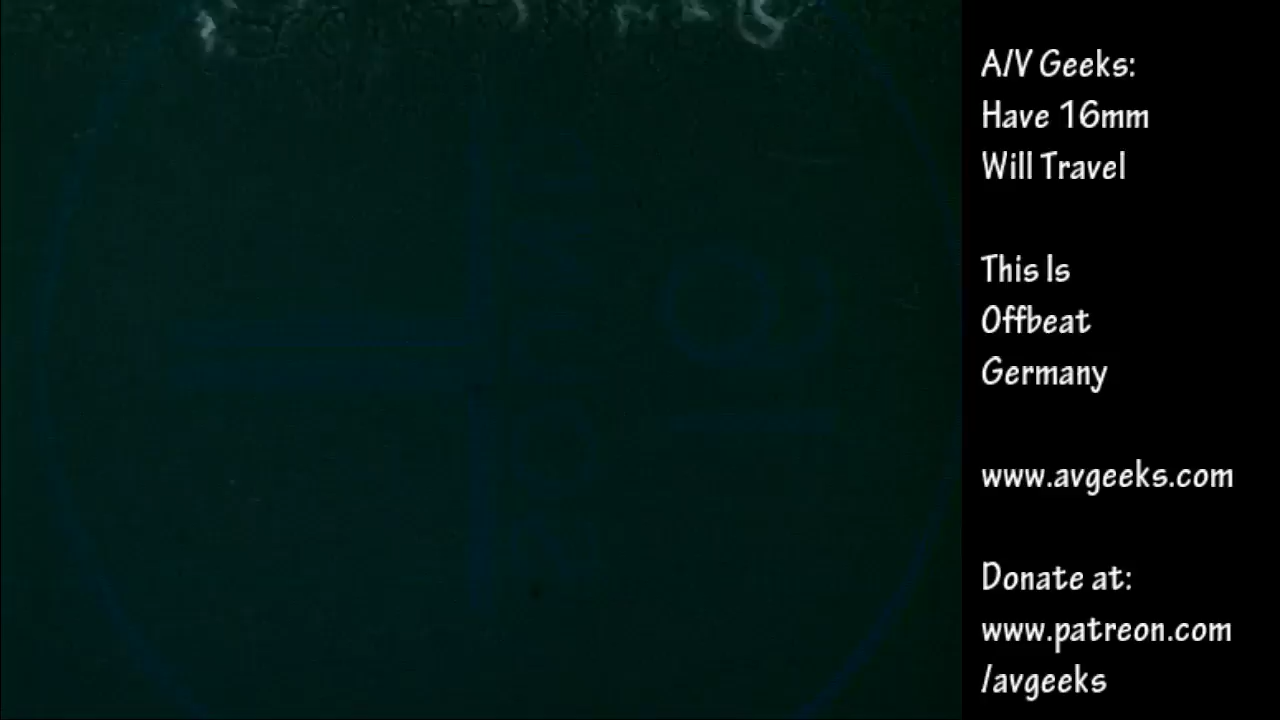 A/V Geeks:
Have 16mm
Will Travel
This Is
Offbeat
Germany
www.avgeeks.com
Donate at:
www.patreon.com
/avgeeks